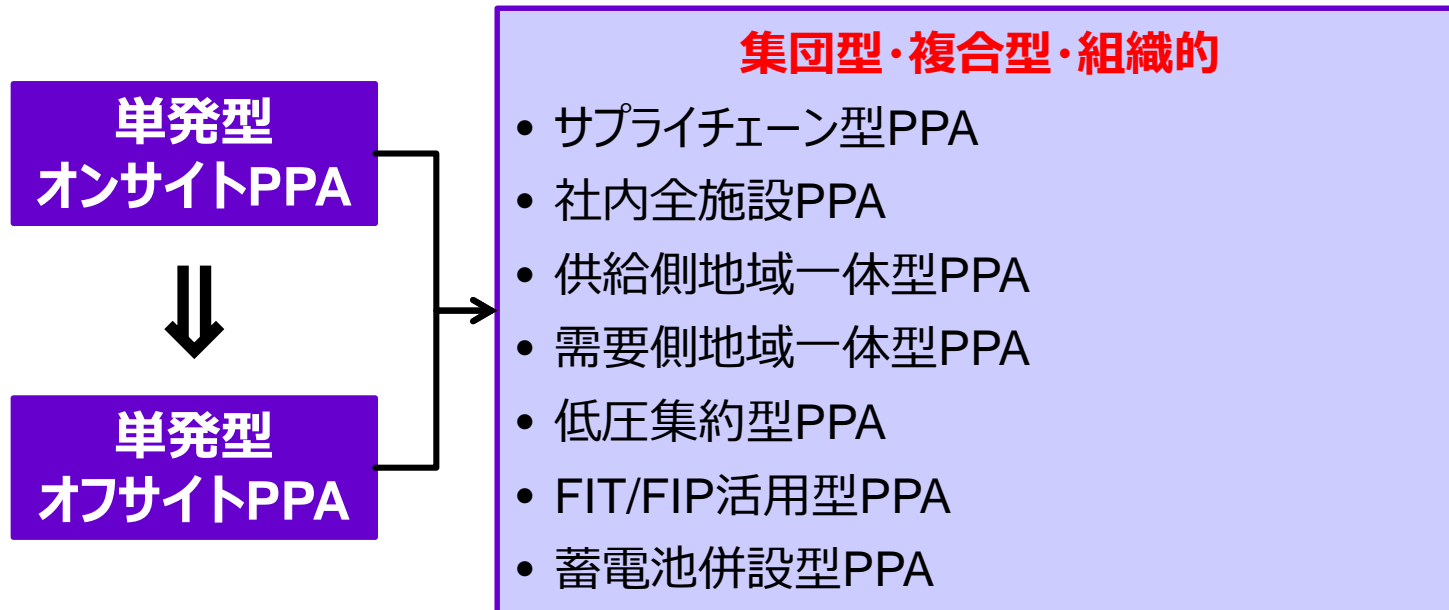 単発型
オンサイトPPA
⇓
単発型
オフサイトPPA
集団型・複合型・組織的
• サプライチェーン型PPA
• 社内全施設PPA
• 供給側地域一体型PPA
• 需要側地域一体型PPA
• 低圧集約型PPA
• FIT/FIP活用型PPA
• 蓄電池併設型PPA